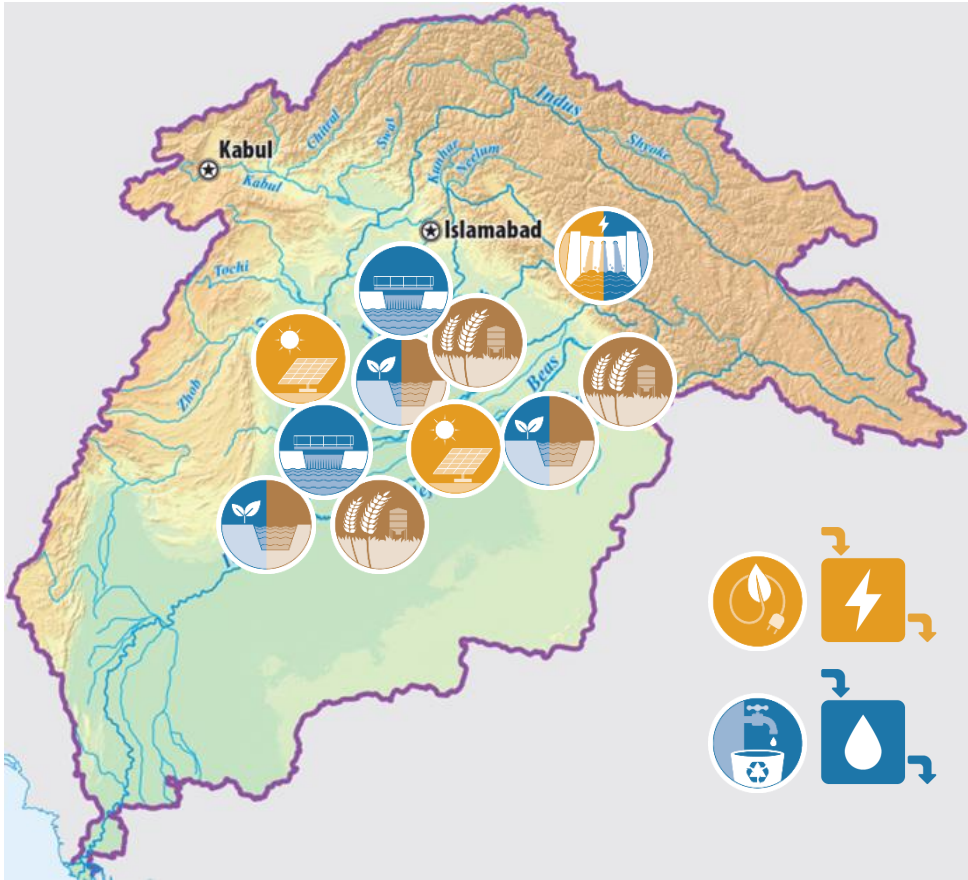 Indus
Chitral
Swat
Shyoke
Kabul
Kunhar
Neelum
Kabul
Islamabad
Tochi
Beas
Zhob